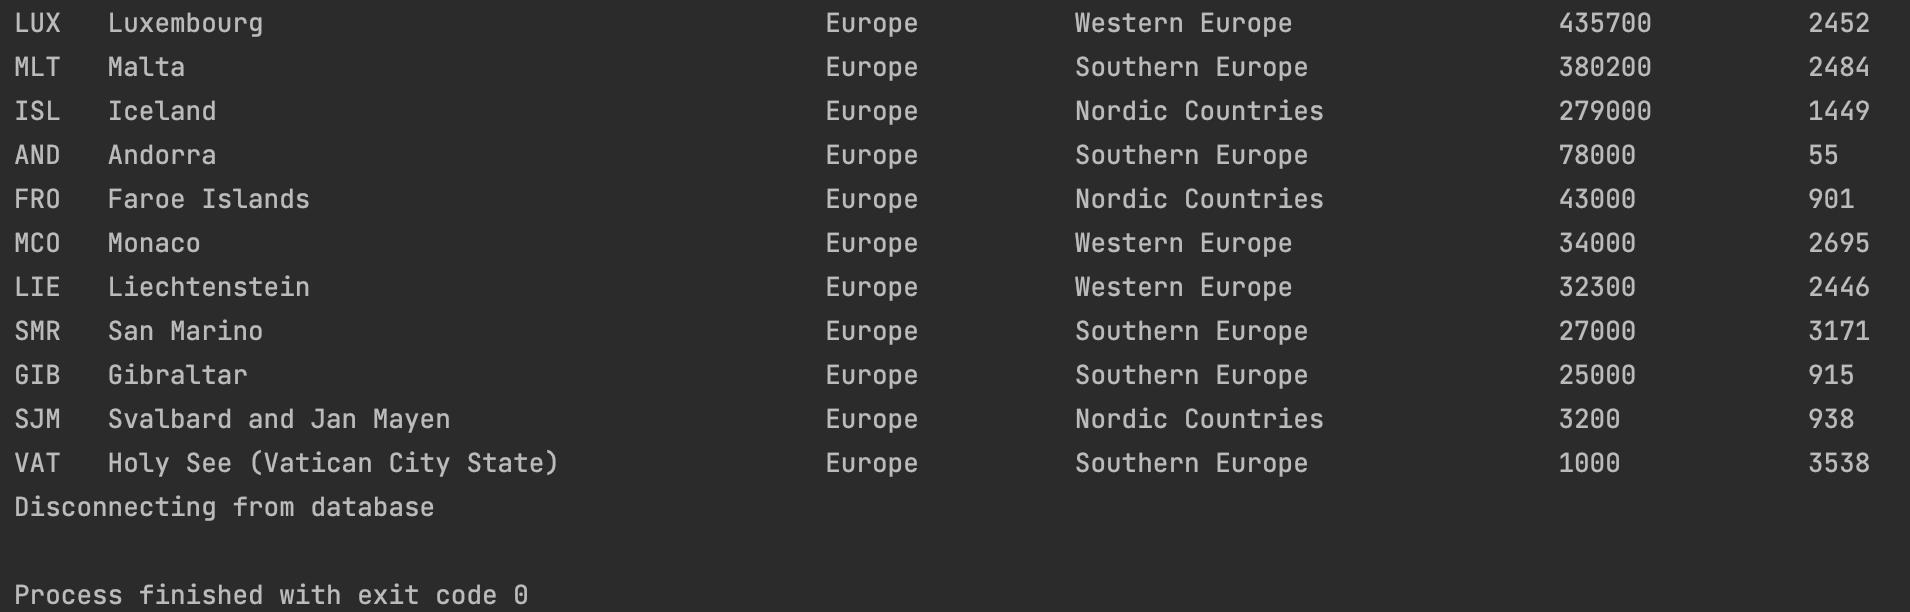 LUX Luxembourg Europe Western Europe 435700 2452
MLT Malta Europe Southern Europe 380200 2484
ISL Iceland Europe Nordic Countries 279000 1449
AND Andorra Europe Southern Europe 78000 55
FRO Faroe Islands Europe Nordic Countries 43000 901
MCO Monaco Europe Western Europe 34000 2695
LIE Liechtenstein Europe Western Europe 32300 2446
SMR San Marino Europe Southern Europe 27000 3171
GIB Gibraltar Europe Southern Europe 25000 915
SJM Svalbard and Jan Mayen Europe Nordic Countries 3200 938
VAT Holy See (Vatican City State) Europe Southern Europe 1000 3538
Disconnecting from database
Process finished with exit code 0